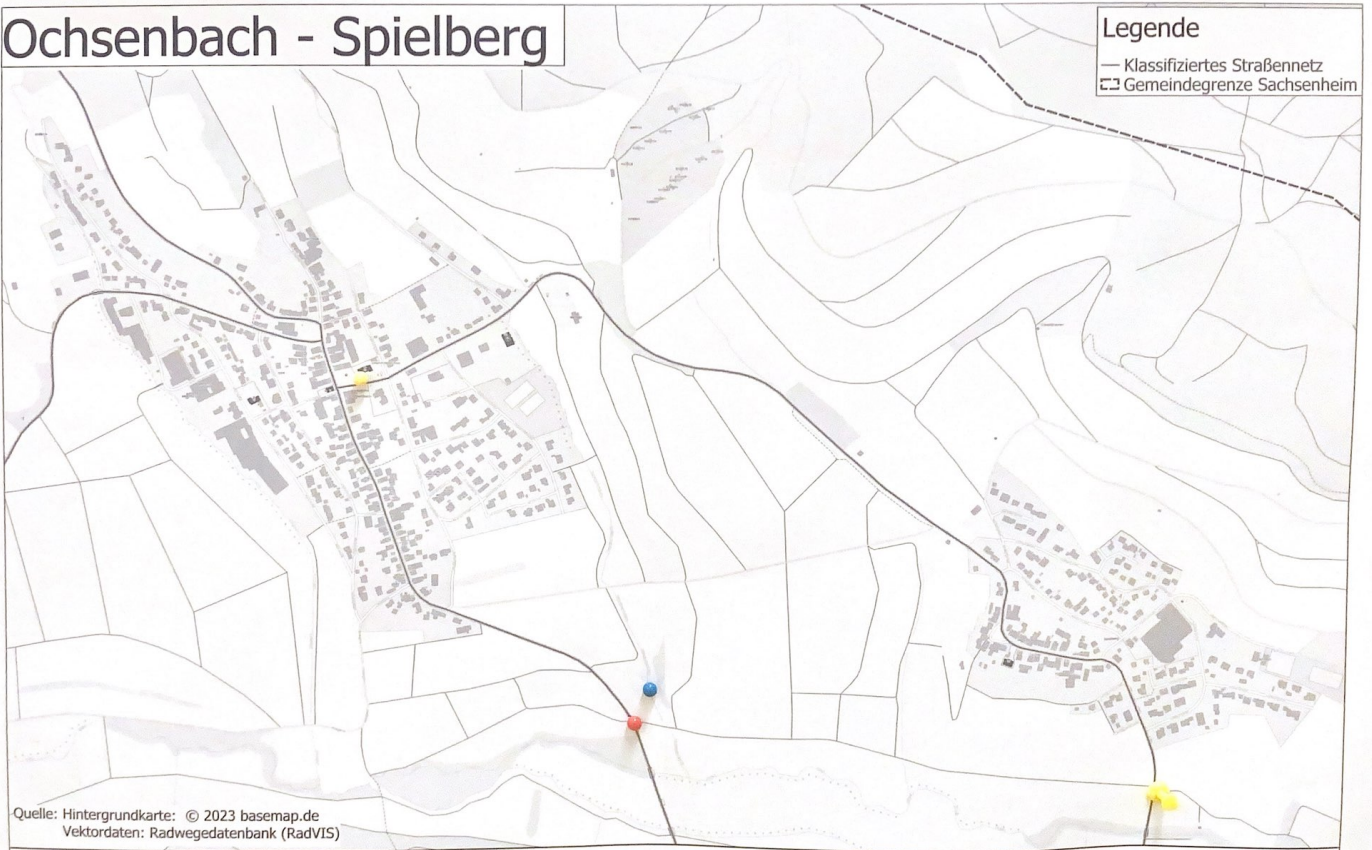 Ochsenbach - Spielberg
Legende
Klassifiziertes Straßennetz
Gemeindegrenze Sachsenheim
Quelle: Hintergrundkarte: © 2023 basemap.de
Vektordaten: Radwegedatenbank (RadVIS)